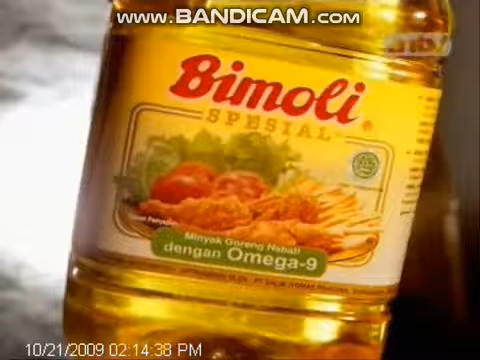 www.BANDICAM.com
Bimoli®
SPESIAL
Minyak Goreng Nabati
dengan Omega-9
10/21/2009 02:14:38 PM